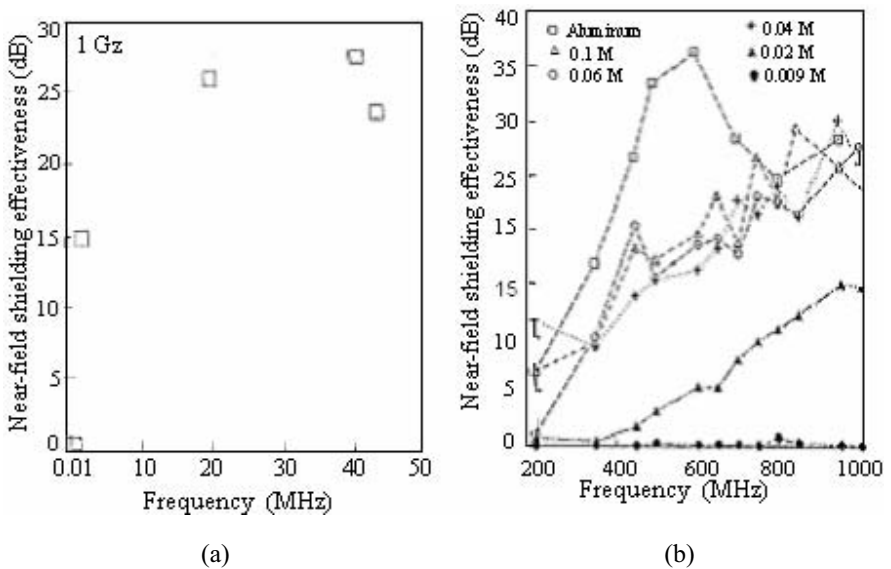 Near-field shielding effectiveness (dB)
30
25
20
15
10
5
0
1 Gz
0.01 10 20 30 40 50
Frequency (MHz)
(a)
Near-field shielding effectiveness (dB)
40
35
30
25
20
15
10
5
0
Aluminum
0.1 M
0.06 M
0.04 M
0.02 M
0.009 M
200 400 600 800 1000
Frequency (MHz)
(b)